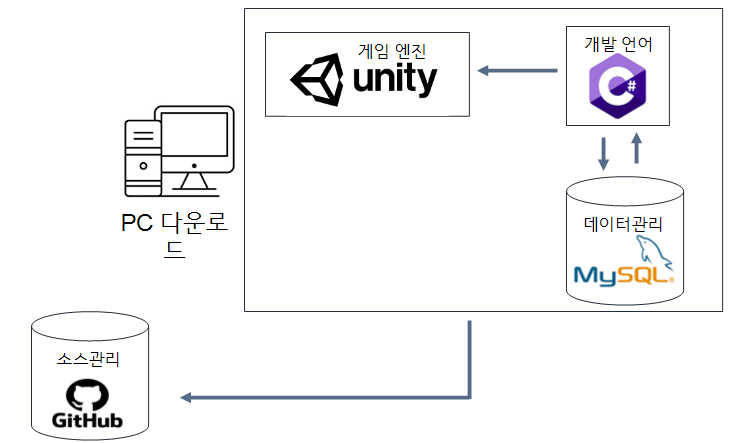 게임 엔진
unity
개발 언어
C#
PC 다운로
드
데이터관리
MySQL
소스관리
GitHub